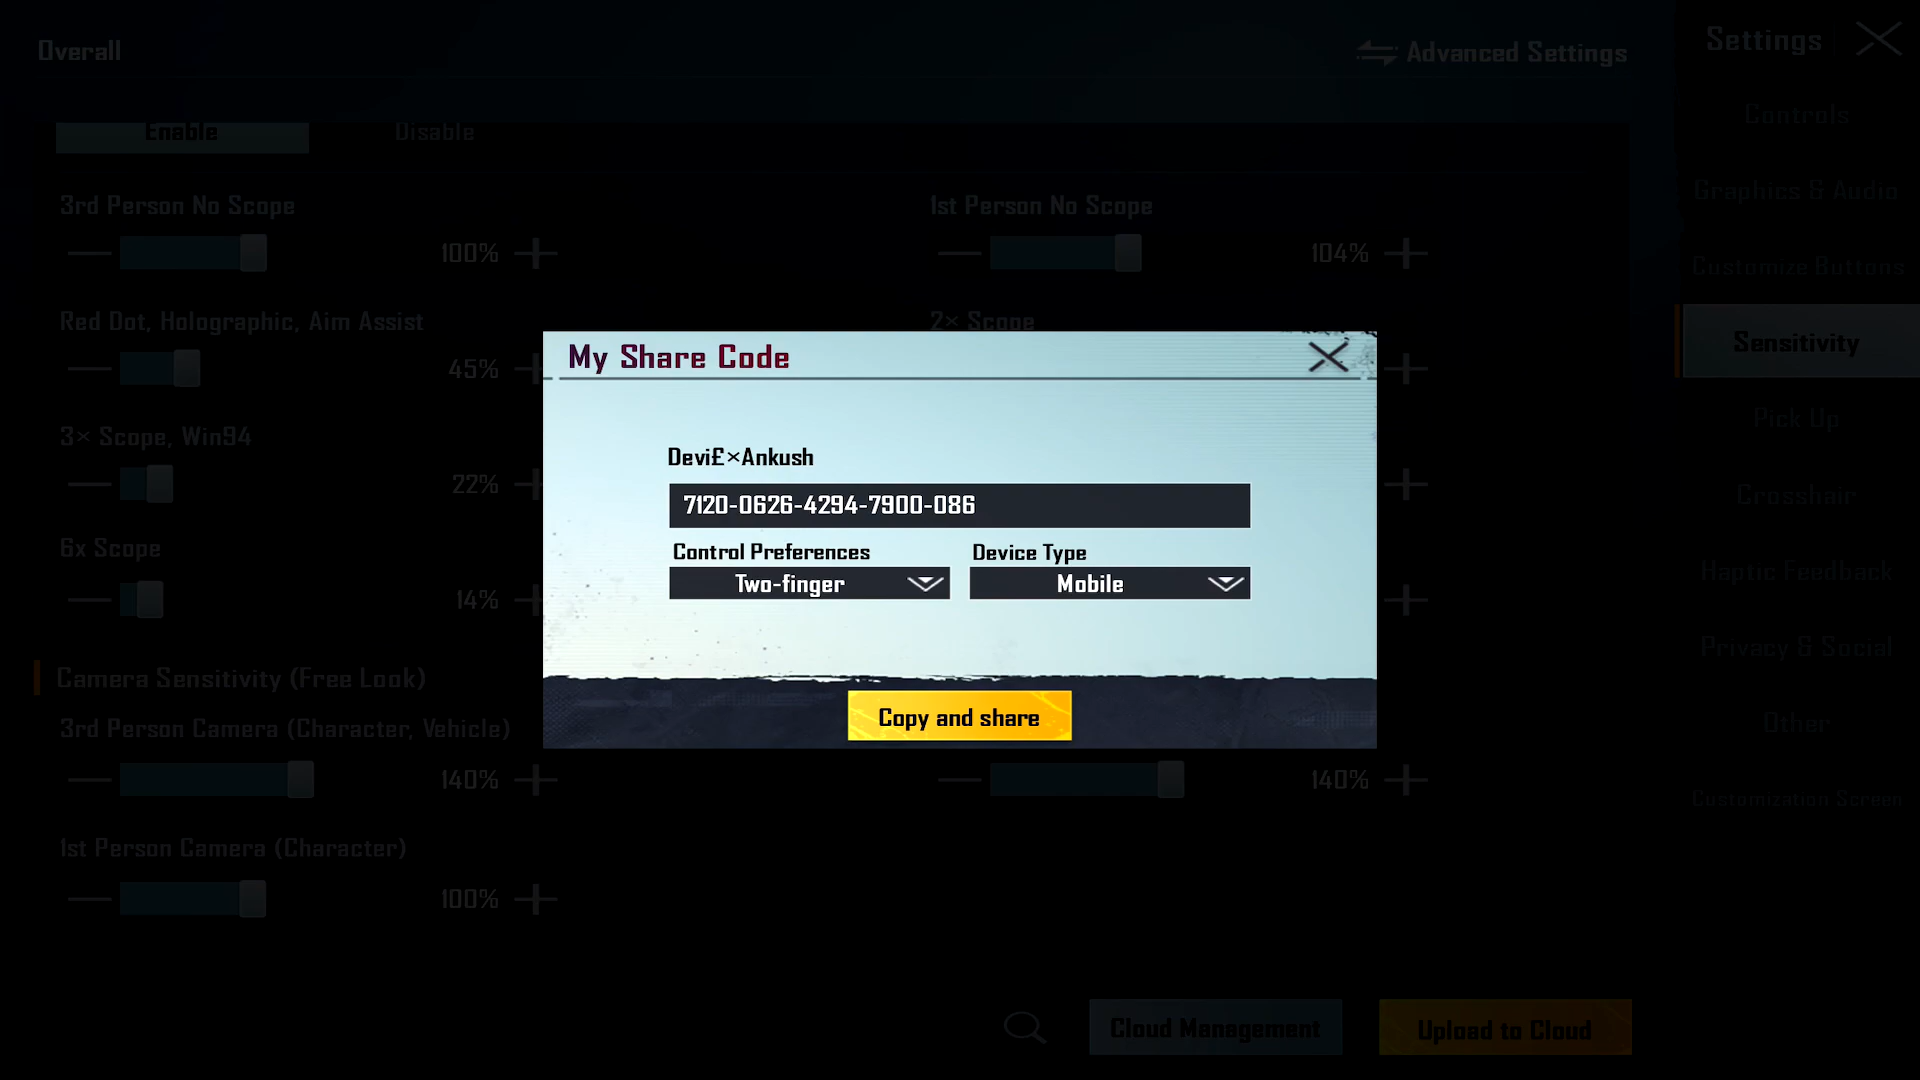 Overall
Advanced Settings
Settings
Enable
Disable
3rd Person No Scope
100%
1st Person No Scope
104%
Red Dot, Holographic, Aim Assist
45%
2× Scope
3× Scope, Win94
22%
6x Scope
14%
Camera Sensitivity (Free Look)
3rd Person Camera (Character, Vehicle)
140%
140%
1st Person Camera (Character)
100%
My Share Code
Devi£×Ankush
7120-0626-4294-7900-086
Control Preferences
Device Type
Two-finger
Mobile
Copy and share
Controls
Graphics & Audio
Customize Buttons
Sensitivity
Pick Up
Crosshair
Haptic Feedback
Privacy & Social
Other
Customization Screen
Cloud Management
Upload to Cloud